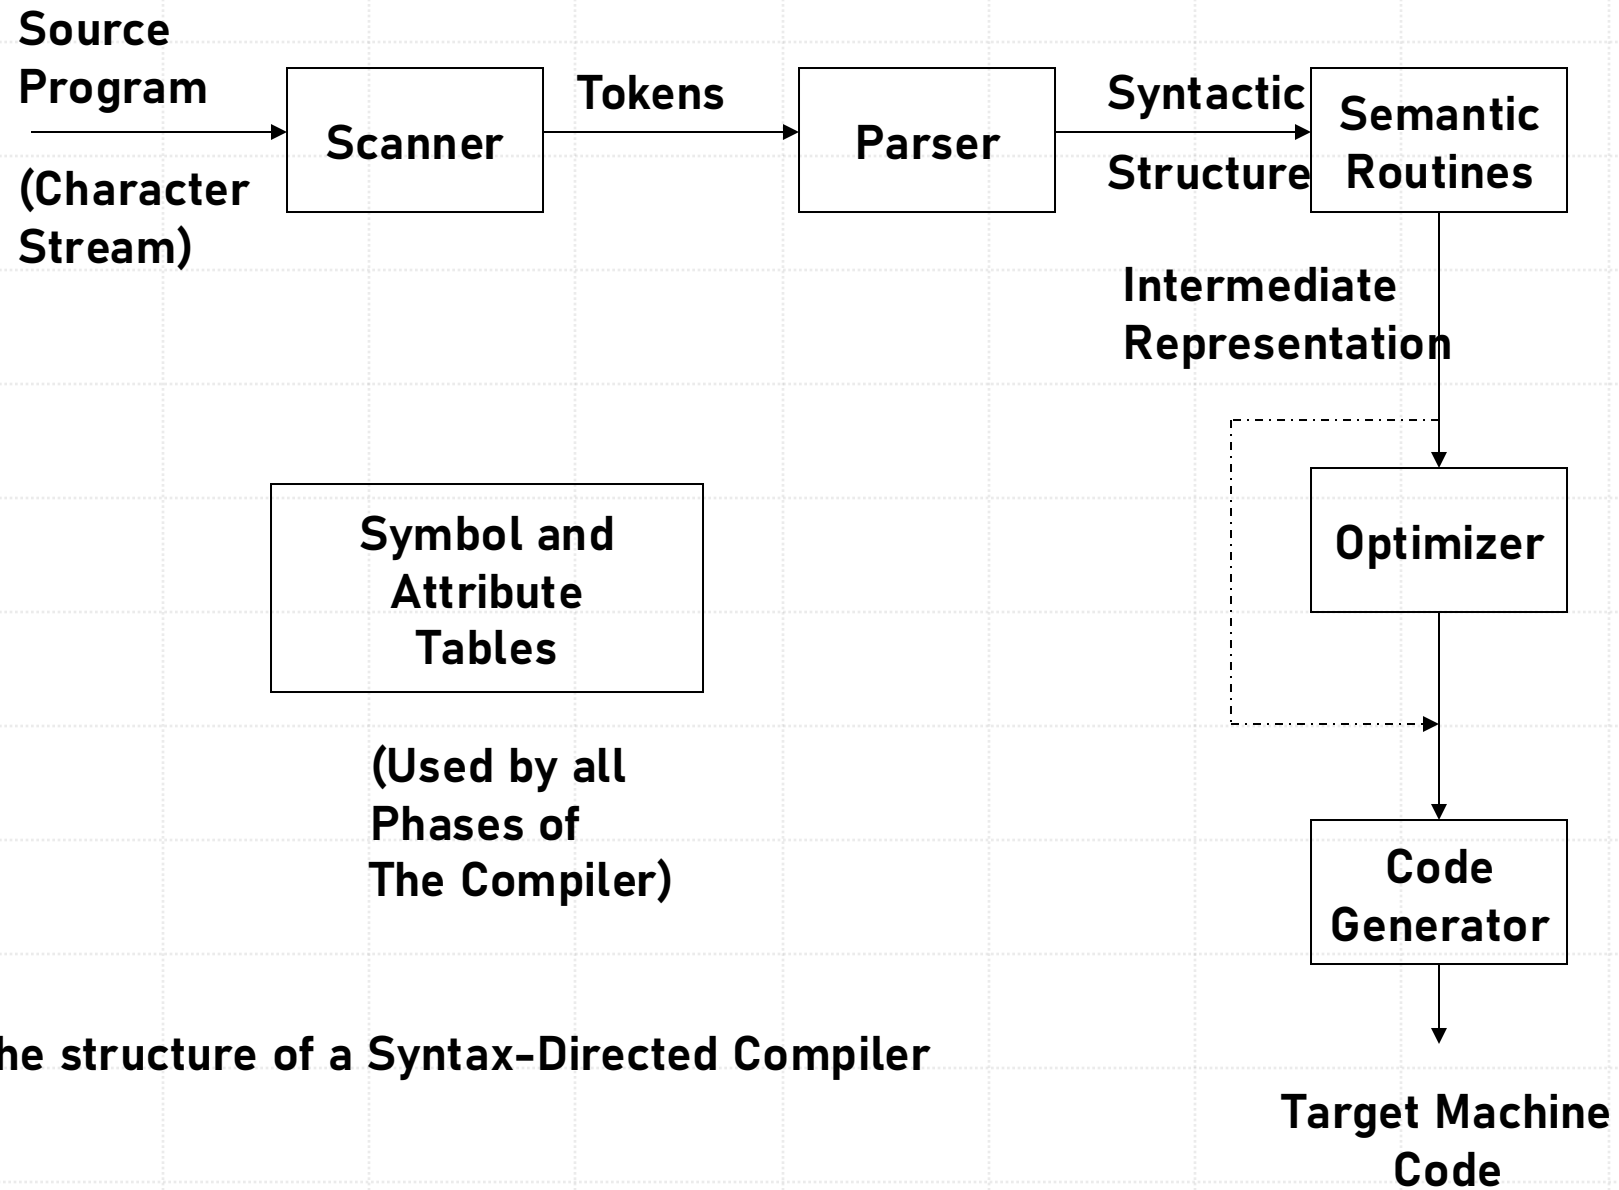 Source
Program
(Character
Stream)
Scanner
Tokens
Parser
Syntactic
Structure
Semantic
Routines
Intermediate
Representation
Optimizer
Symbol and
Attribute
Tables
(Used by all
Phases of
The Compiler)
Code
Generator
he structure of a Syntax-Directed Compiler
Target Machine
Code